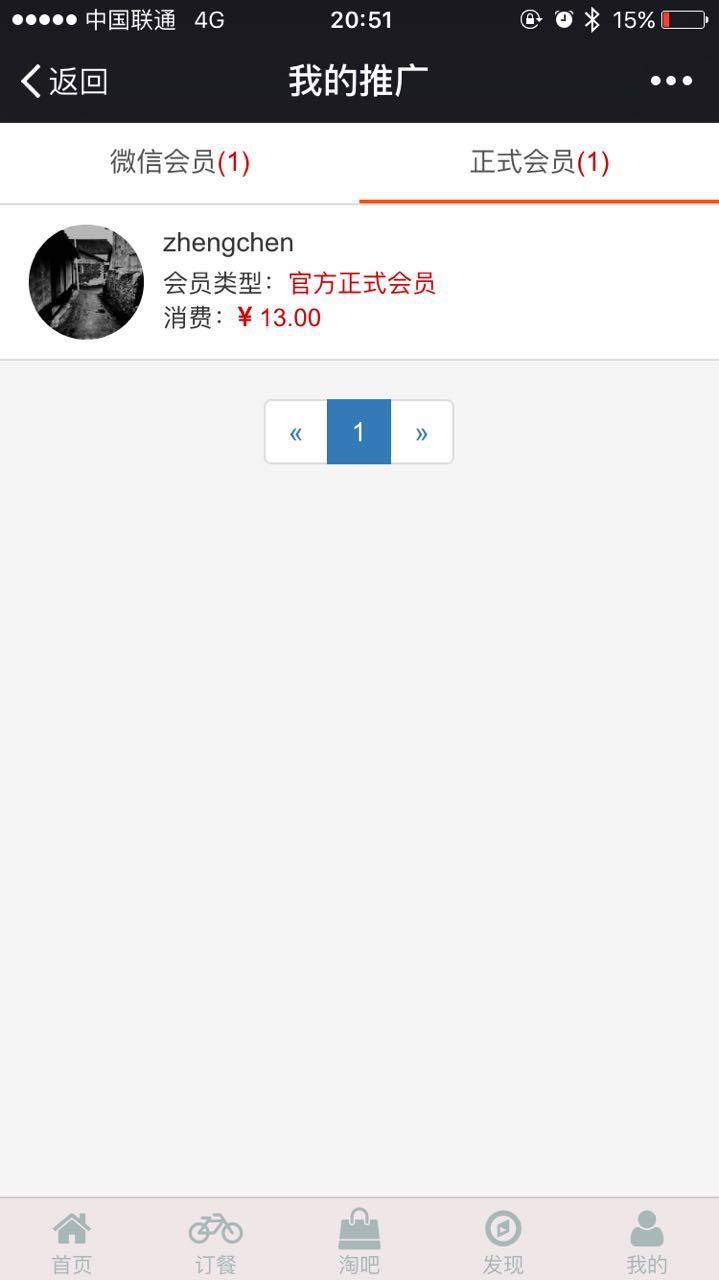 中国联通 4G 20:51 15%
返回 我的推广
微信会员(1) 正式会员(1)
zhengchen
会员类型：官方正式会员
消费：¥ 13.00
« 1 »
首页 订餐 淘吧 发现 我的